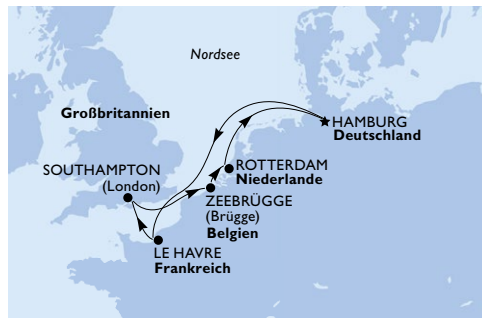 Nordsee
Großbritannien
HAMBURG
Deutschland
SOUTHAMPTON
(London)
ROTTERDAM
Niederlande
ZEEBRÜGGE
(Brügge)
Belgien
LE HAVRE
Frankreich